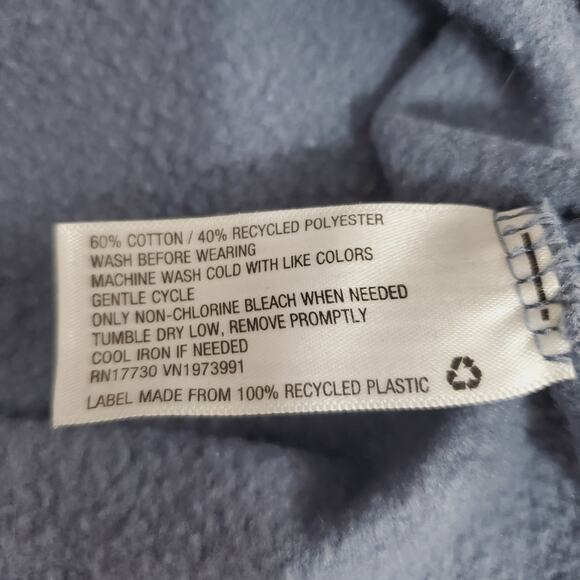 60% COTTON / 40% RECYCLED POLYESTER
WASH BEFORE WEARING
MACHINE WASH COLD WITH LIKE COLORS
GENTLE CYCLE
ONLY NON-CHLORINE BLEACH WHEN NEEDED
TUMBLE DRY LOW, REMOVE PROMPTLY
COOL IRON IF NEEDED
RN17730 VN1973991
LABEL MADE FROM 100% RECYCLED PLASTIC